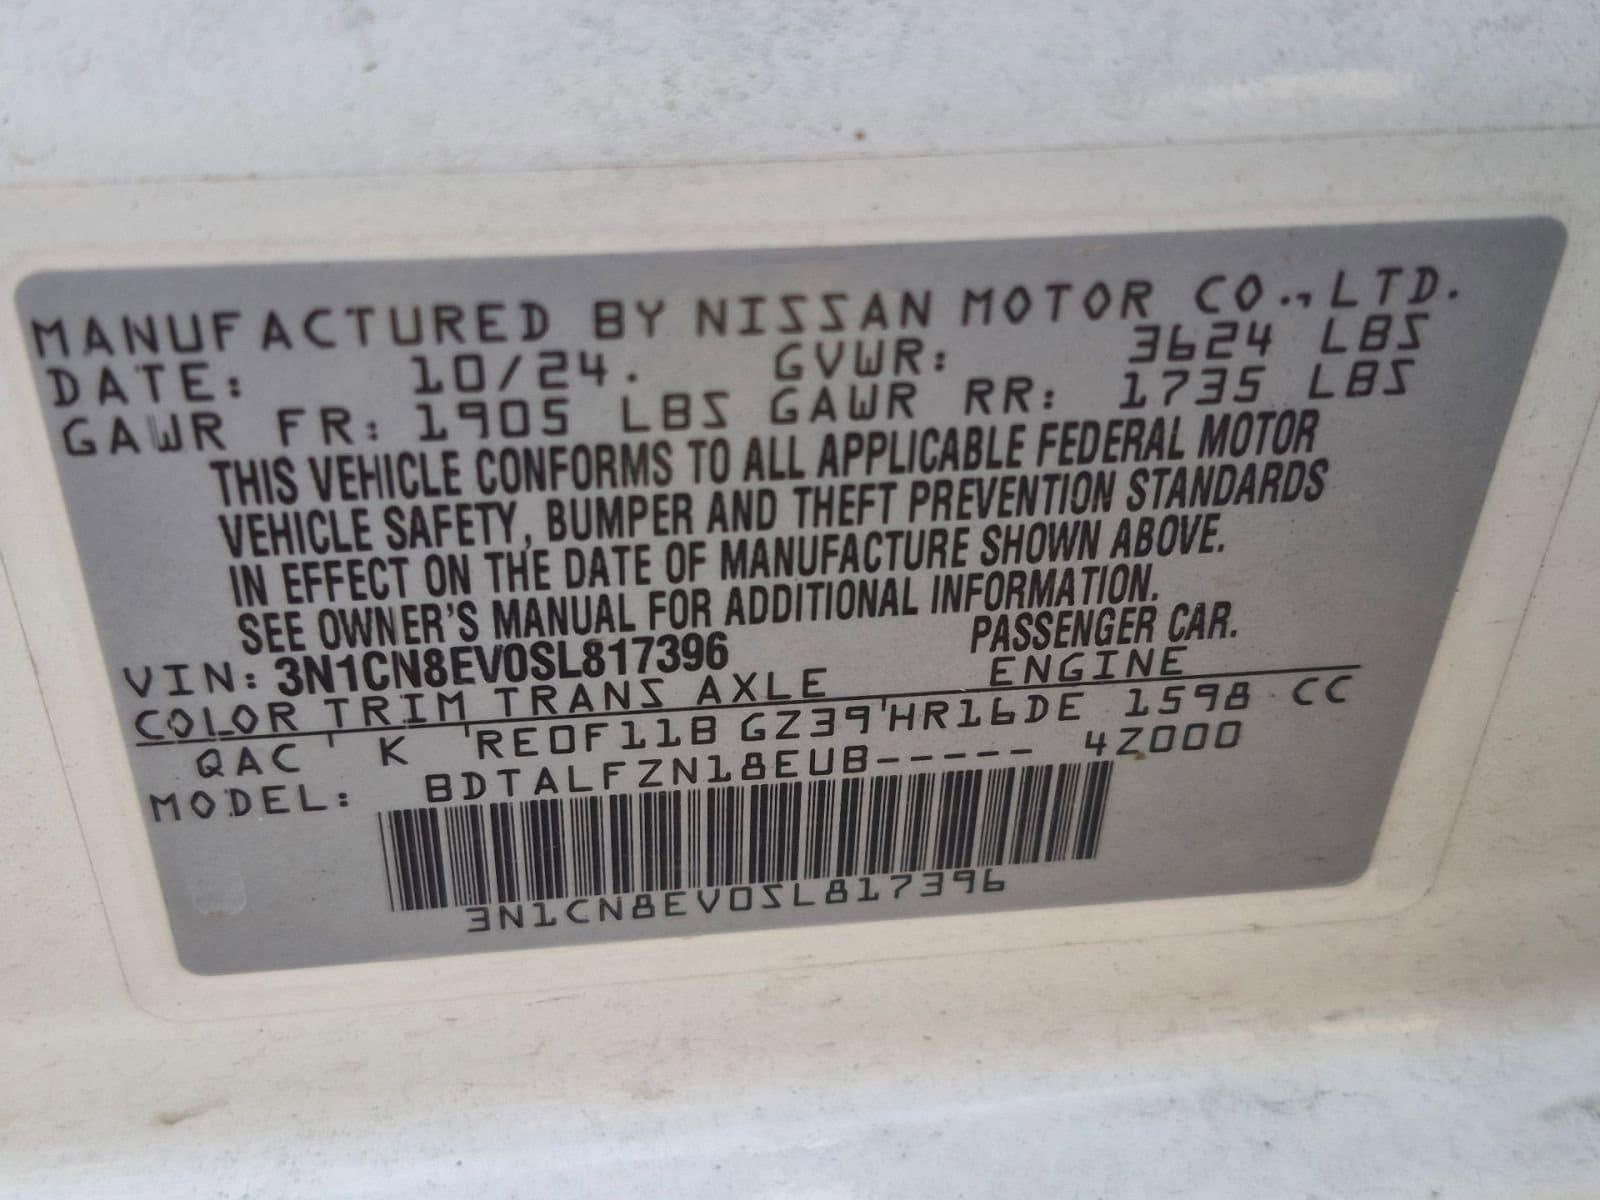 MANUFACTURED BY NISSAN MOTOR CO.,LTD.
DATE: 10/24. GVWR: 3624 LBS
GAWR FR: 1905 LBS GAWR RR: 1735 LBS
THIS VEHICLE CONFORMS TO ALL APPLICABLE FEDERAL MOTOR
VEHICLE SAFETY, BUMPER AND THEFT PREVENTION STANDARDS
IN EFFECT ON THE DATE OF MANUFACTURE SHOWN ABOVE.
SEE OWNER'S MANUAL FOR ADDITIONAL INFORMATION.
VIN: 3N1CN8EV0SL817396 PASSENGER CAR.
COLOR TRIM TRANS AXLE ENGINE
QAC K RE0F11B GZ39 HR16DE 1598 CC
MODEL: BDTALFZN18EUB----- 4Z000
3N1CN8EV0SL817396